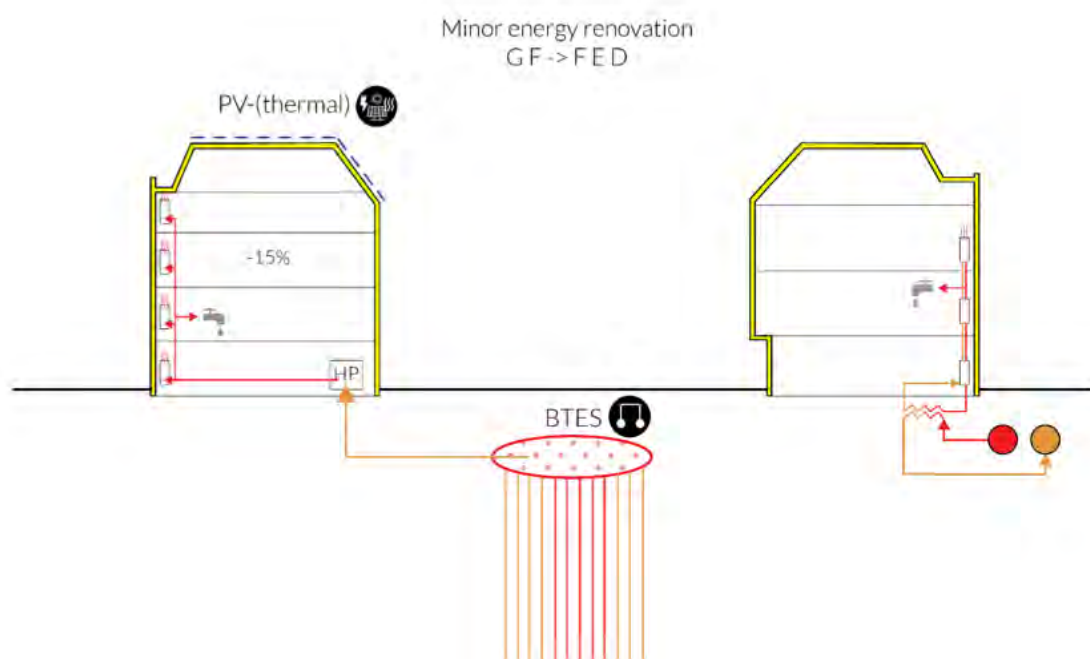 Minor energy renovation
G F -> F E D
PV-(thermal)
-15%
HP
BTES